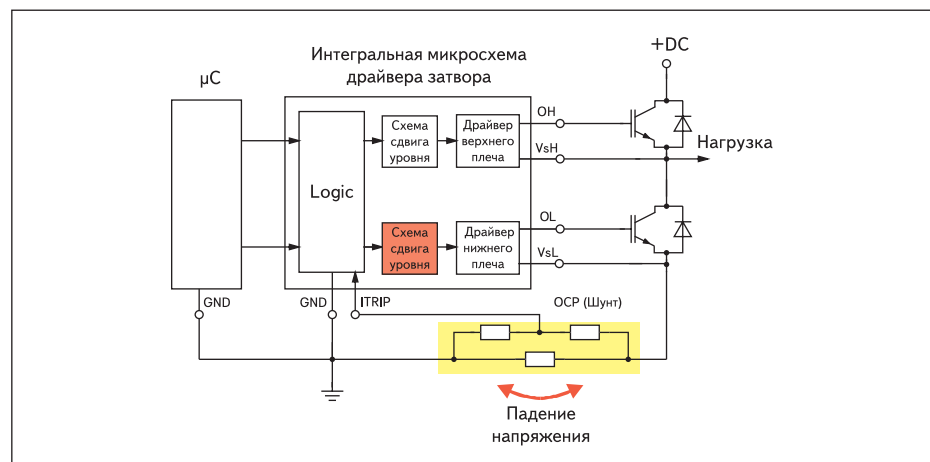 +DC
Интегральная микросхема
драйвера затвора
μC
OH
Схема
сдвига
уровня
Драйвер
верхнего
плеча
VsH
Нагрузка
Logic
OL
Схема
сдвига
уровня
Драйвер
нижнего
плеча
VsL
GND
GND
ITRIP
OCP (Шунт)
Падение
напряжения